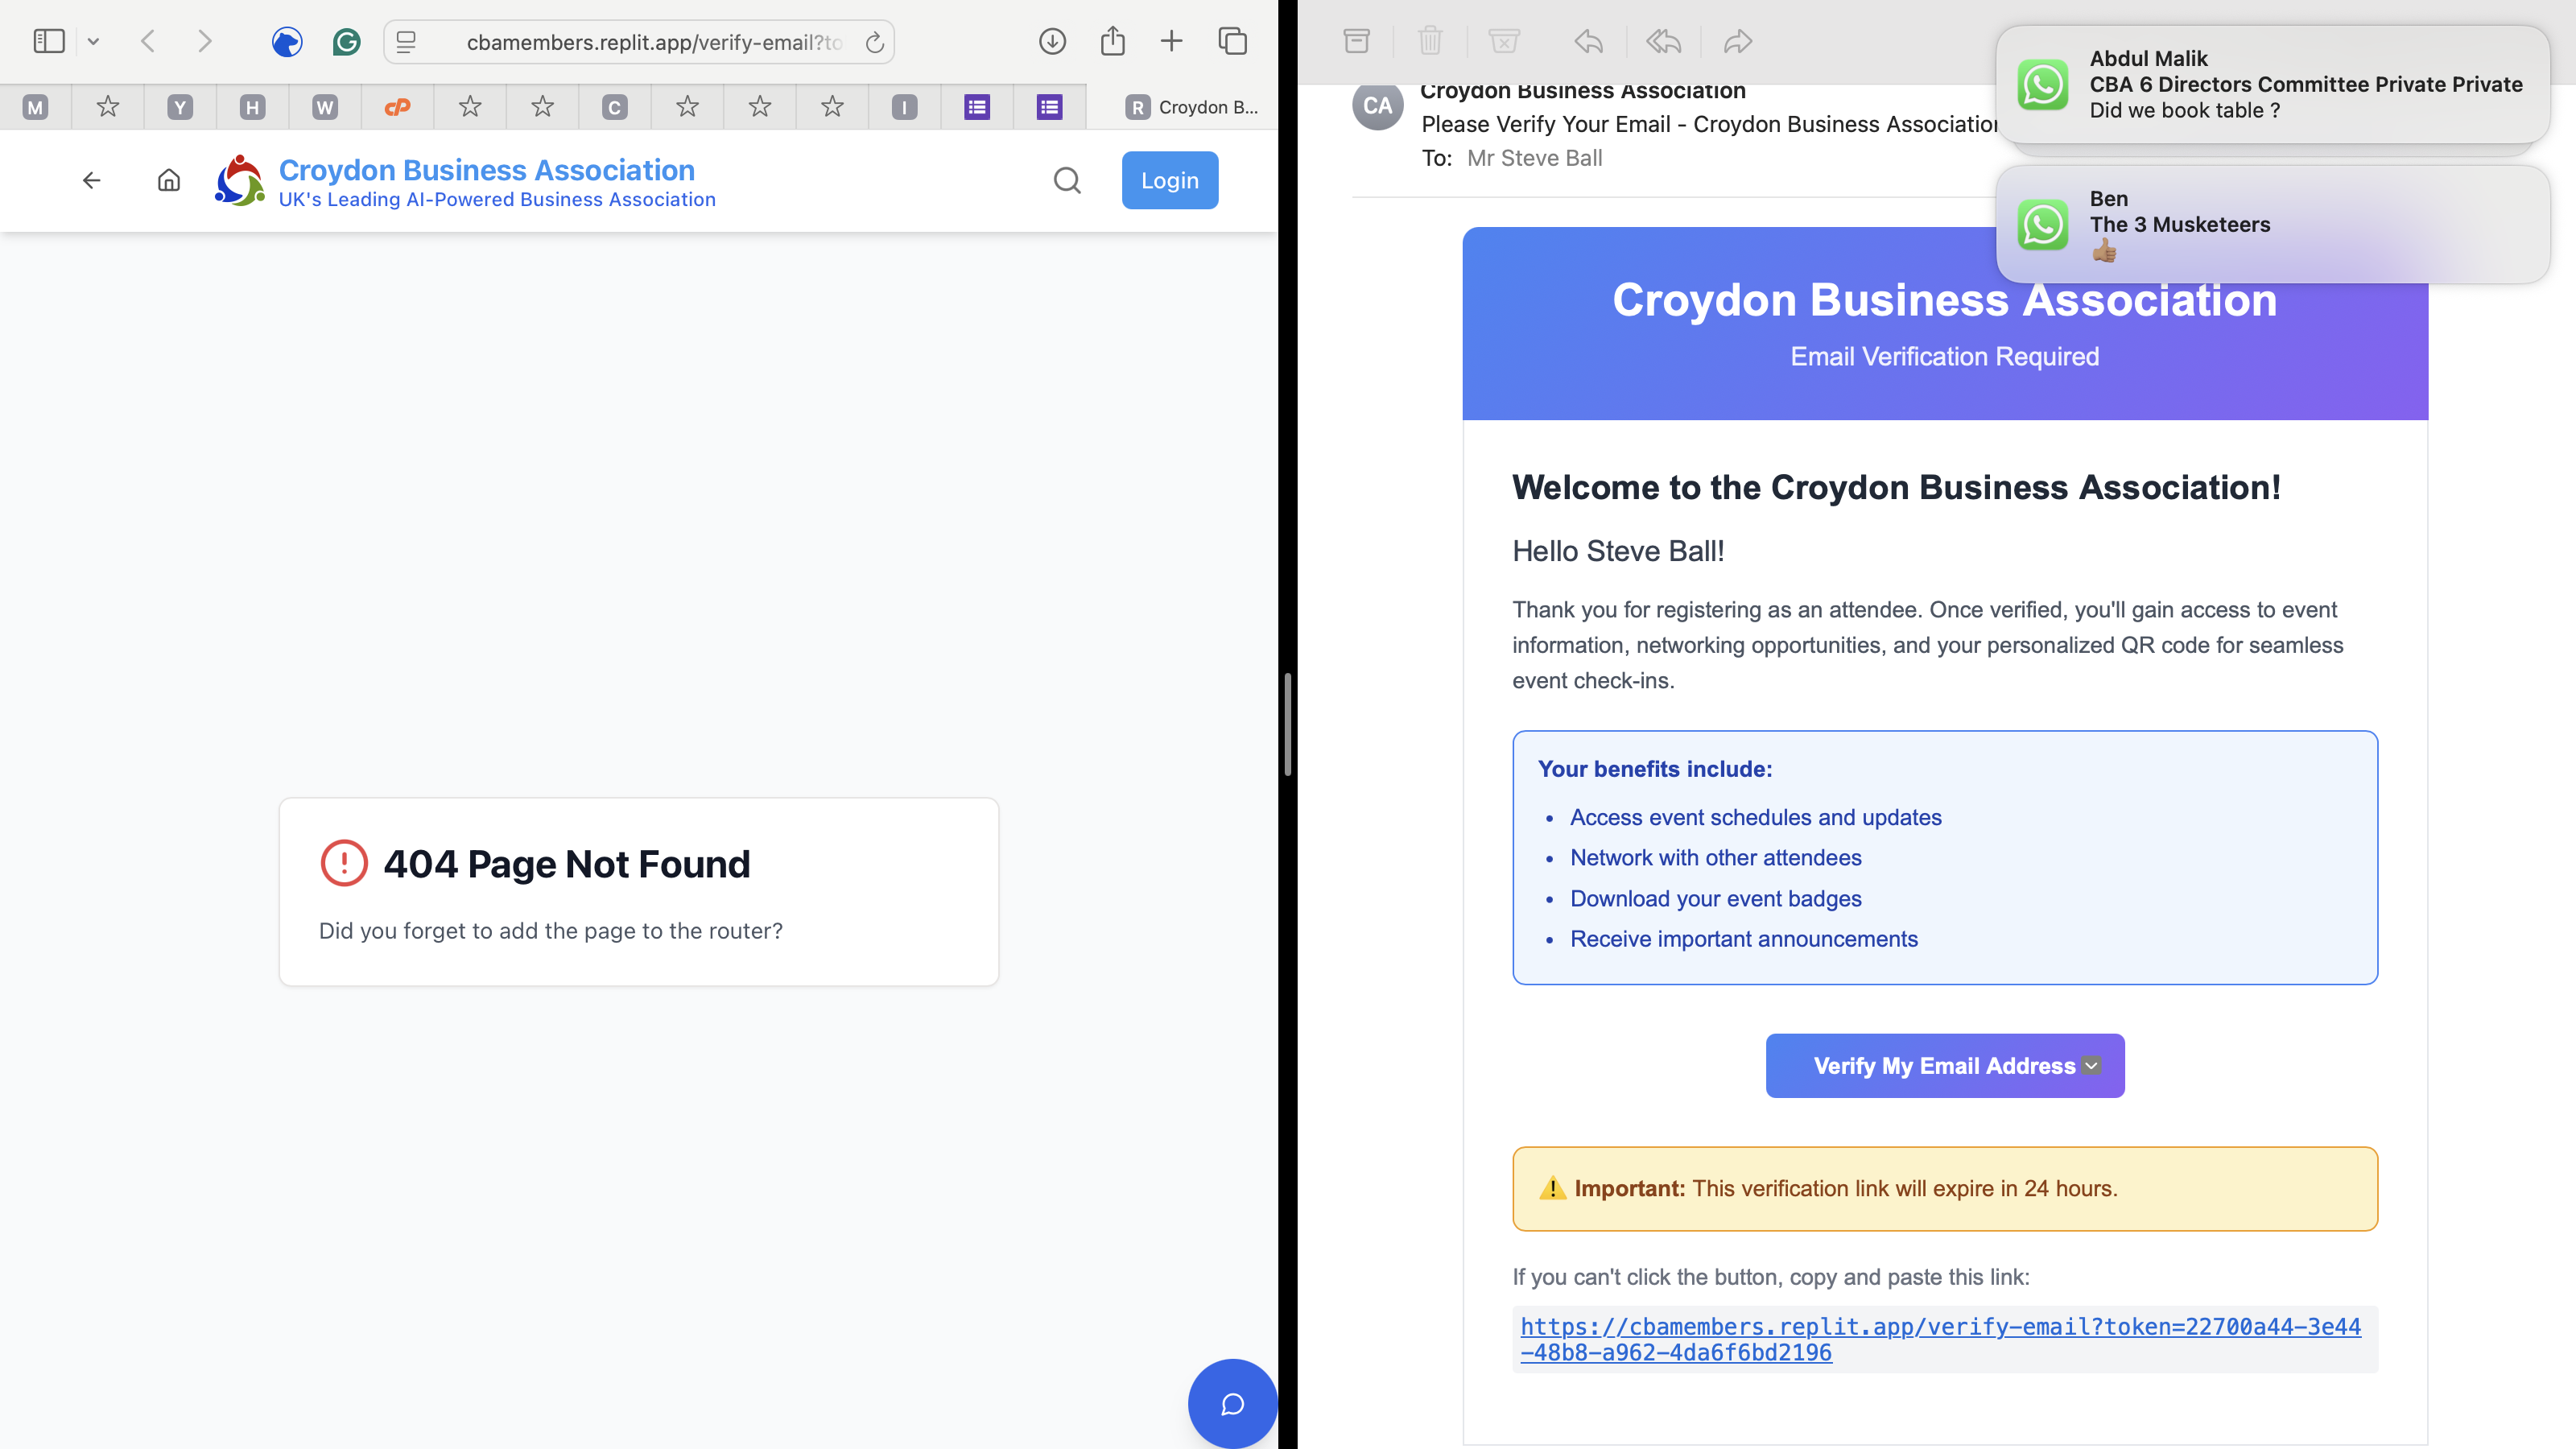 cbamembers.replit.app/verify-email?to
M
Y
H
W
cP
C
I
R Croydon B...
Croydon Business Association
UK's Leading AI-Powered Business Association
Login
404 Page Not Found
Did you forget to add the page to the router?
CA
Croydon Business Association
Please Verify Your Email - Croydon Business Association
To: Mr Steve Ball
Abdul Malik
CBA 6 Directors Committee Private Private
Did we book table ?
Ben
The 3 Musketeers
👍🏽
Croydon Business Association
Email Verification Required
Welcome to the Croydon Business Association!
Hello Steve Ball!
Thank you for registering as an attendee. Once verified, you'll gain access to event
information, networking opportunities, and your personalized QR code for seamless
event check-ins.
Your benefits include:
• Access event schedules and updates
• Network with other attendees
• Download your event badges
• Receive important announcements
Verify My Email Address
⚠️ Important: This verification link will expire in 24 hours.
If you can't click the button, copy and paste this link:
https://cbamembers.replit.app/verify-email?token=22700a44-3e44
-48b8-a962-4da6f6bd2196